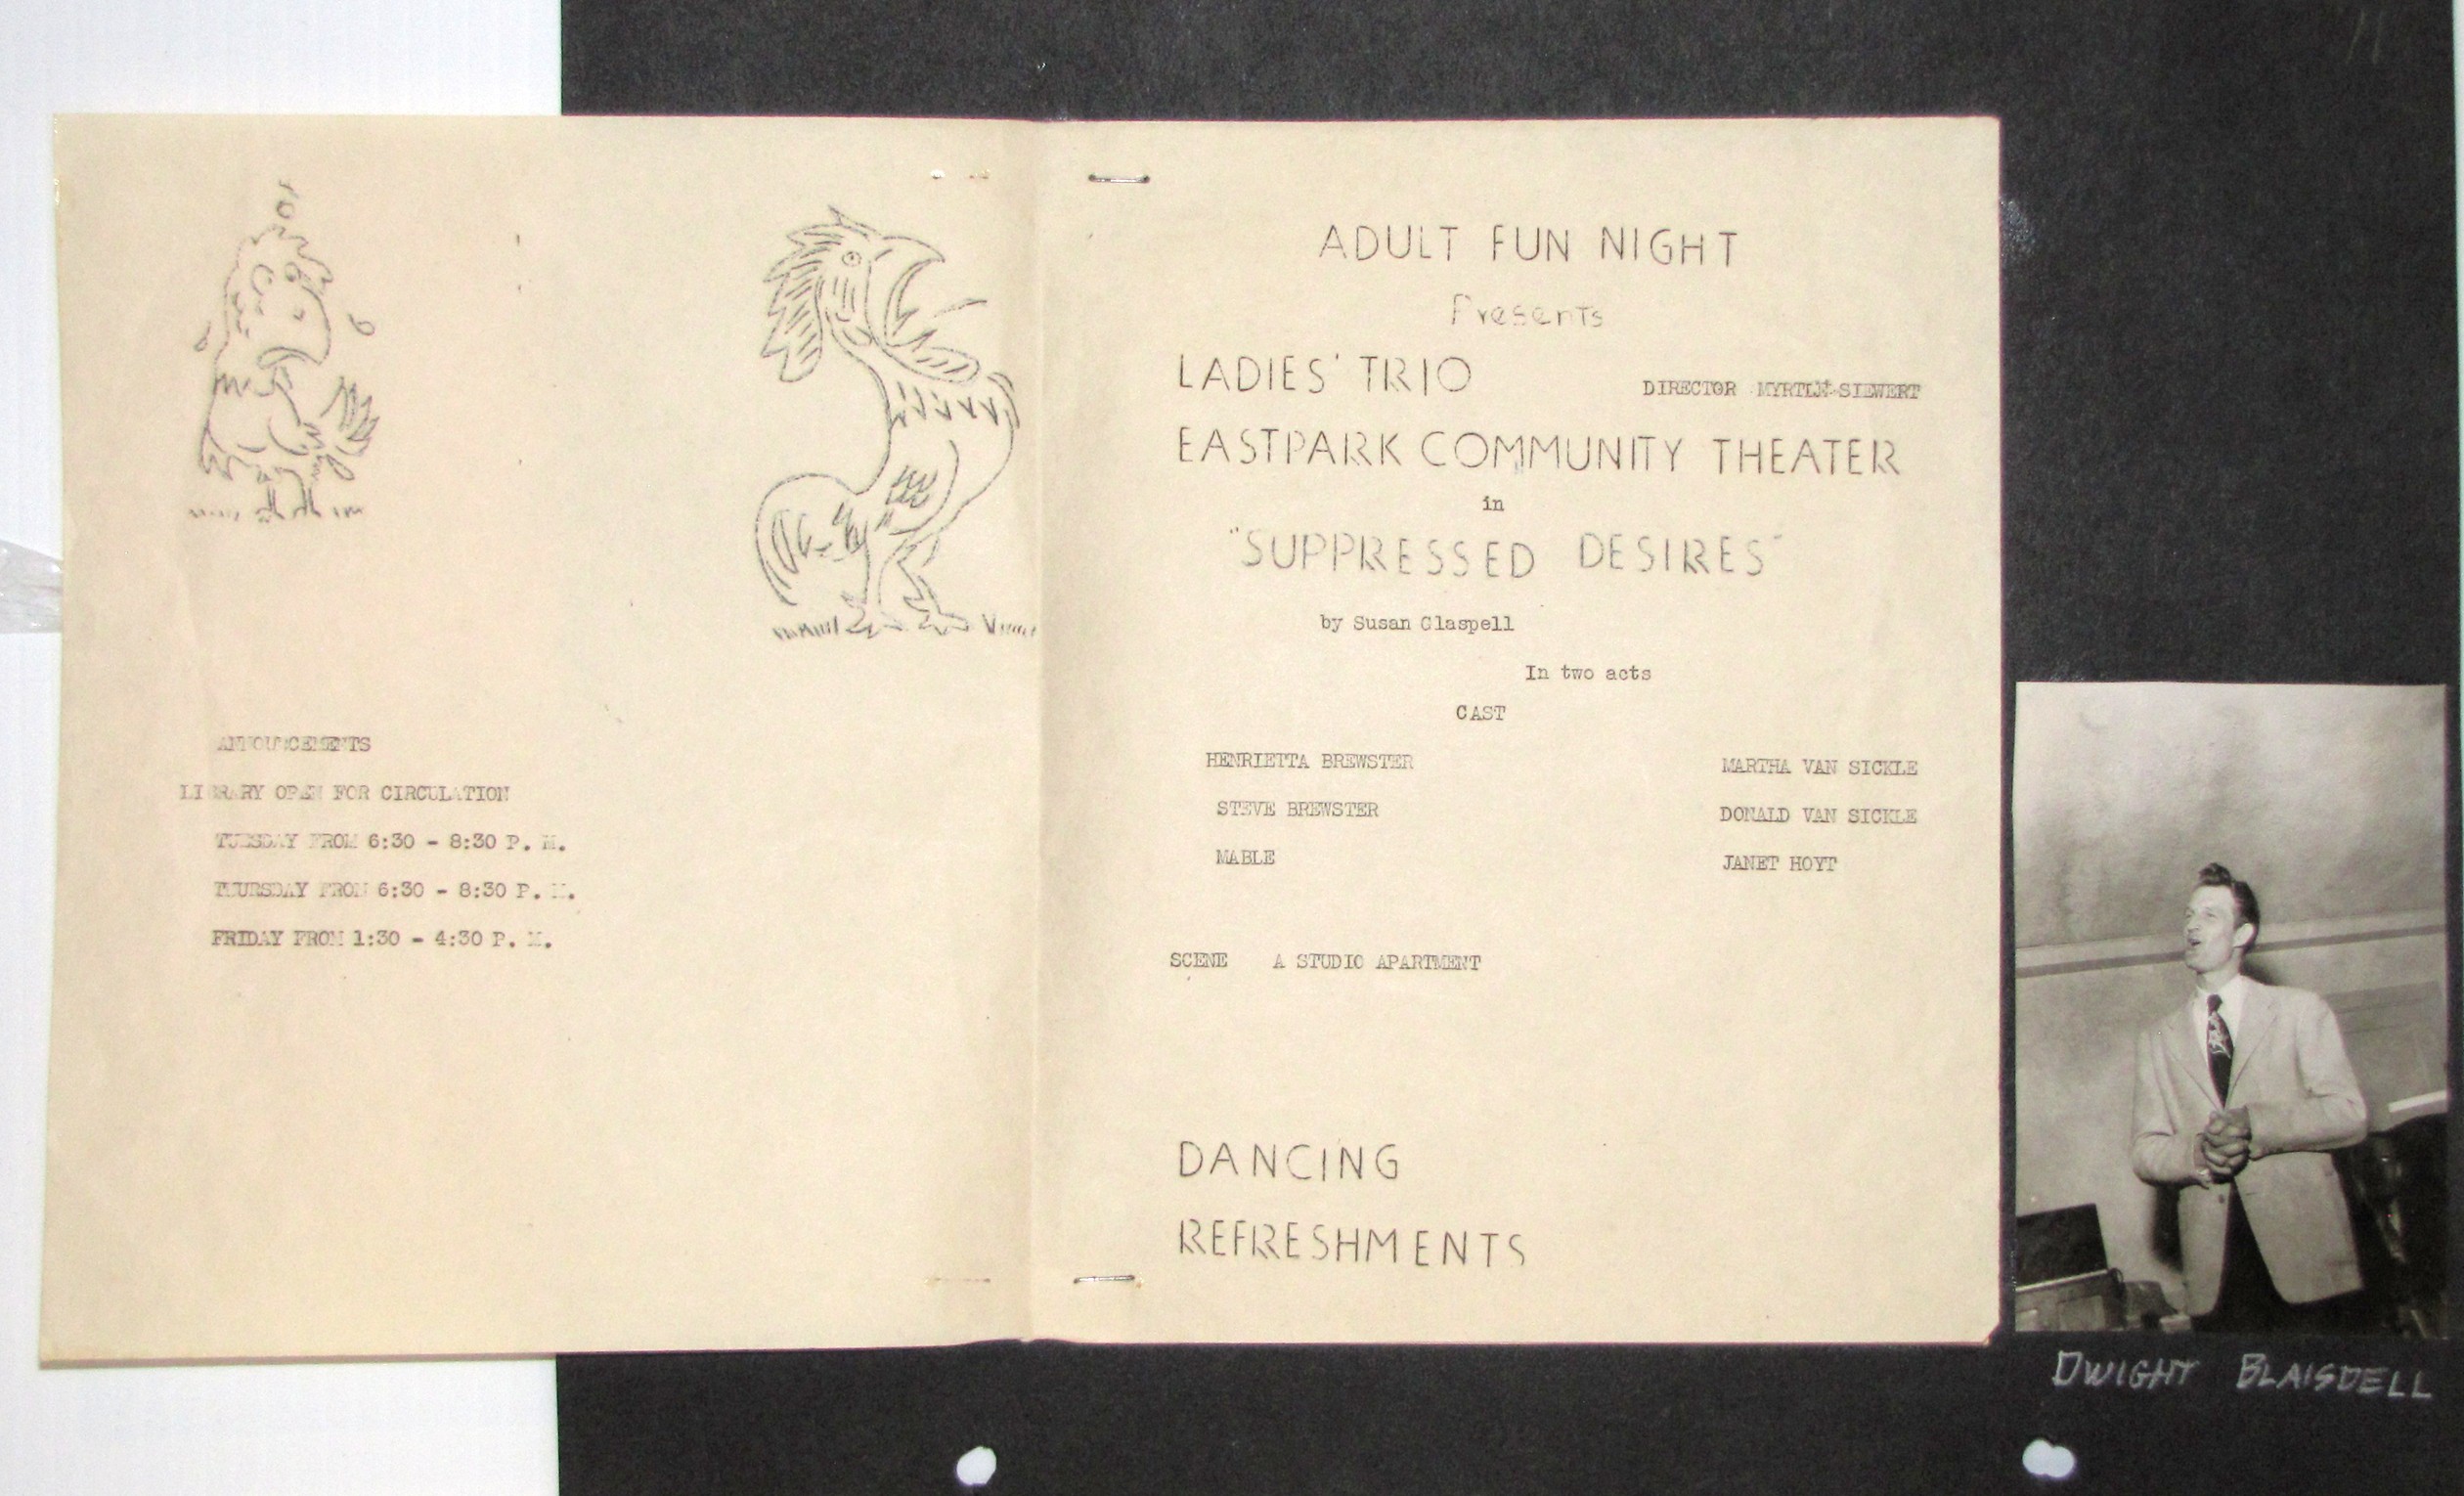 ANNOUNCEMENTS
LIBRARY OPEN FOR CIRCULATION
TUESDAY FROM 6:30 - 8:30 P. M.
THURSDAY FROM 6:30 - 8:30 P. M.
FRIDAY FROM 1:30 - 4:30 P. M.
ADULT FUN NIGHT
Presents
LADIES' TRIO DIRECTOR MYRTLE SIEWERT
EASTPARK COMMUNITY THEATER
in
"SUPPRESSED DESIRES"
by Susan Claspell
In two acts
CAST
HENRIETTA BREWSTER MARTHA VAN SICKLE
STEVE BREWSTER DONALD VAN SICKLE
MABLE JANET HOYT
SCENE A STUDIO APARTMENT
DANCING
REFRESHMENTS
DWIGHT BLAISDELL